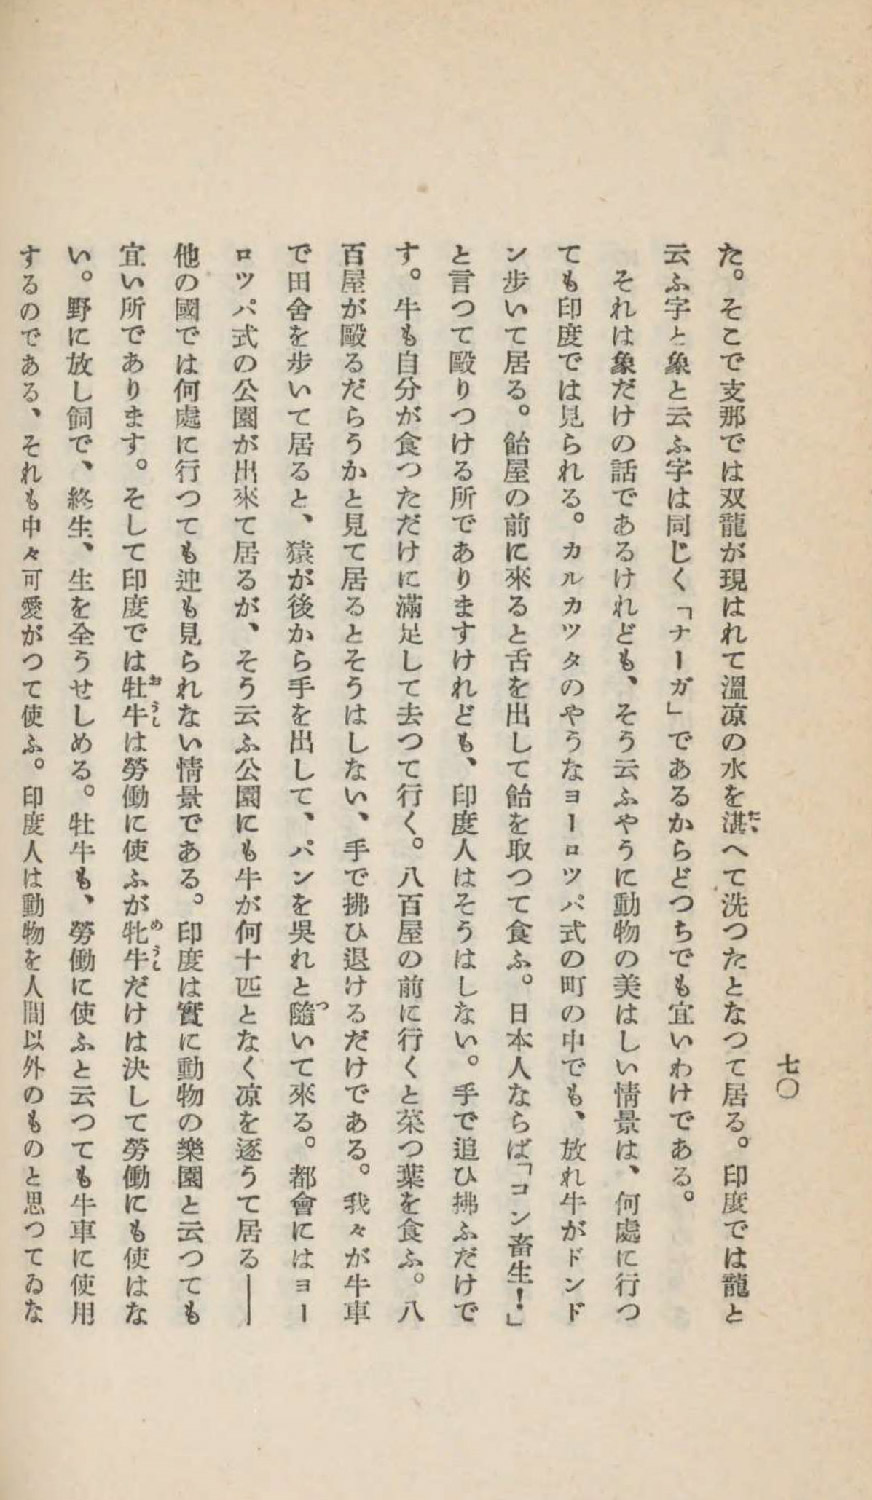 七〇
た。そこで支那では双龍が現はれて溫凉の水を湛へて洗つたとなつて居る。印度では龍と
云ふ字と象と云ふ字は同じく「ナーガ」であるからどつちでも宜いわけである。
それは象だけの話であるけれども、そう云ふやうに動物の美はしい情景は、何處に行つ
ても印度では見られる。カルカツタのやうなヨーロツパ式の町の中でも、放れ牛がドンド
ン歩いて居る。飴屋の前に來ると舌を出して飴を取つて食ふ。日本人ならば「コン畜生！」
と言つて毆りつける所でありますけれども、印度人はそうはしない。手で追ひ拂ふだけで
す。牛も自分が食つただけに滿足して去つて行く。八百屋の前に行くと菜つ葉を食ふ。八
百屋が毆るだらうかと見て居るとそうはしない、手で拂ひ退けるだけである。我々が牛車
で田舍を歩いて居ると、猿が後から手を出して、パンを吳れと隨いて來る。都會にはヨー
ロツパ式の公園が出來て居るが、そう云ふ公園にも牛が何十匹となく凉を逐うて居る――
他の國では何處に行つても迚も見られない情景である。印度は實に動物の樂園と云つても
宜い所であります。そして印度では牡牛は勞働に使ふが牝牛だけは決して勞働にも使はな
い。野に放し飼で、終生、生を全うせしめる。牡牛も、勞働に使ふと云つても牛車に使用
するのである、それも中々可愛がつて使ふ。印度人は動物を人間以外のものと思つてゐな